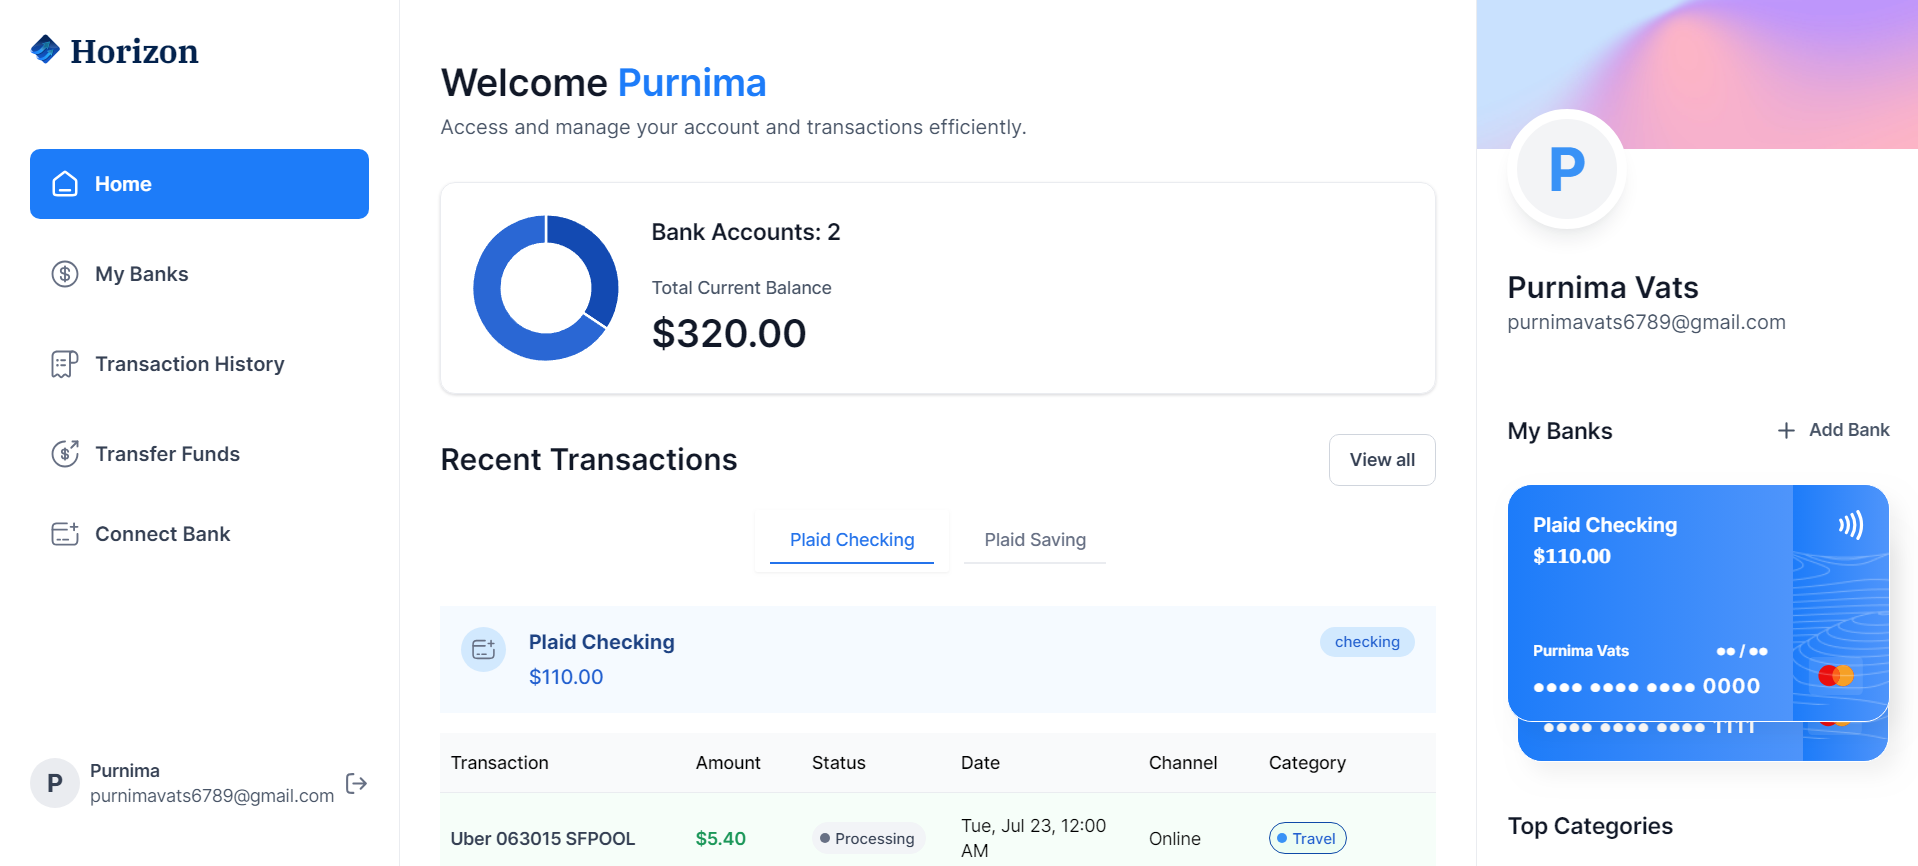 Horizon
Home
My Banks
Transaction History
Transfer Funds
Connect Bank
P
Purnima
purnimavats6789@gmail.com
Welcome Purnima
Access and manage your account and transactions efficiently.
Bank Accounts: 2
Total Current Balance
$320.00
Recent Transactions
View all
Plaid Checking
Plaid Saving
Plaid Checking
$110.00
checking
Transaction Amount Status Date Channel Category
Uber 063015 SFPOOL $5.40 Processing Tue, Jul 23, 12:00 AM Online Travel
P
Purnima Vats
purnimavats6789@gmail.com
My Banks
+ Add Bank
Plaid Checking
$110.00
Purnima Vats ●● / ●●
●●●● ●●●● ●●●● 0000
●●●● ●●●● ●●●● 1111
Top Categories